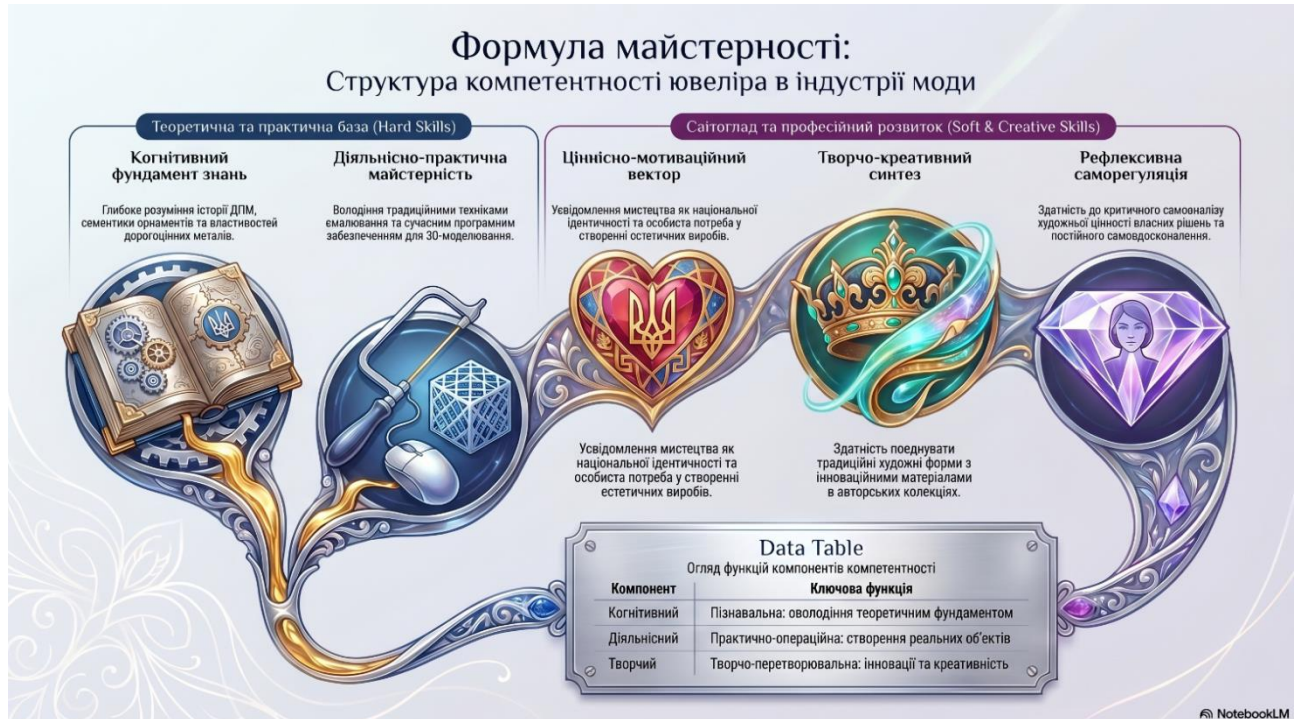 Формула майстерності:
Структура компетентності ювеліра в індустрії моди
Теоретична та практична база (Hard Skills)
Когнітивний
фундамент знань
Глибоке розуміння історії ДПМ,
сементики орнаментів та властивостей
дорогоцінних металів.
Діяльнісно-практична
майстерність
Володіння традиційними техніками
ємалювання та сучасним програмним
забезпеченням для 3D-моделювання.
Світогляд та професійний розвиток (Soft & Creative Skills)
Ціннісно-мотиваційний
вектор
Усвідомлення мистецтва як національної
ідентичності та особиста потреба у
створенні остетичних виробів.
Творчо-креативний
синтез
Рефлексивна
саморегуляція
Здатність до критичного самоаналізу
художньої цінності власних рішень та
постійного самовдосконалення.
Усвідомлення мистецтва як
національної ідентичності та
особиста потреба у створенні
естетичних виробів.
Здатність поєднувати
традиційні художні форми з
інноваційними матеріалами
в авторських колекціях.
Data Table
Огляд функцій компонентів компетентності
Компонент Ключова функція
Когнітивний Пізнавальна: оволодіння теоретичним фундаментом
Діяльнісний Практично-операційна: створення реальних об'єктів
Творчий Творчо-перетворювальна: інновації та креативність
NotebookLM